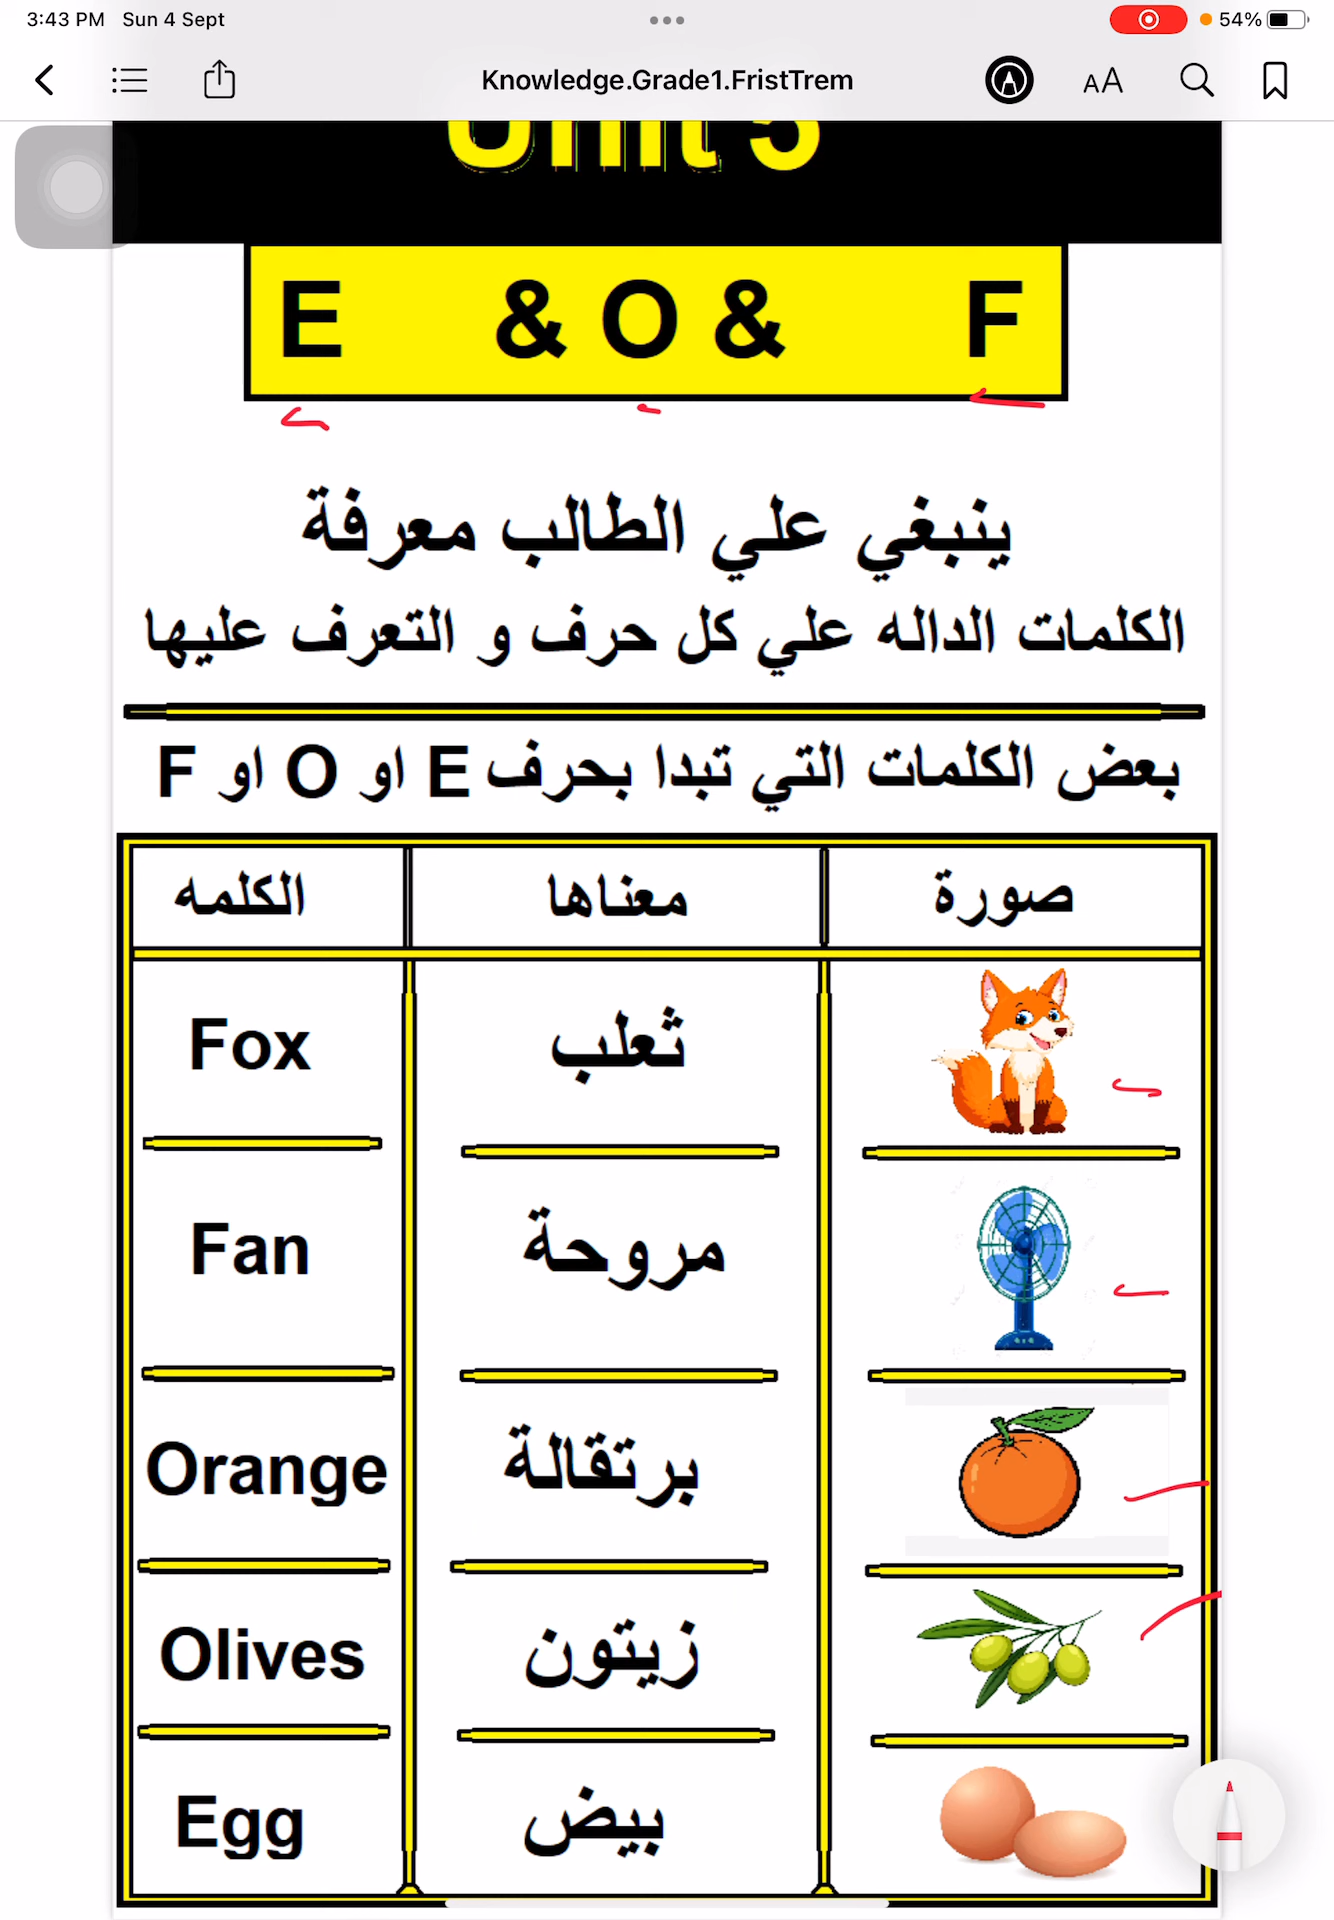 3:43 PM Sun 4 Sept
54%
Knowledge.Grade1.FristTrem
AA
Unit 5
E & O & F
ينبغي علي الطالب معرفة
الكلمات الداله علي كل حرف و التعرف عليها
بعض الكلمات التي تبدا بحرف E او O او F
صورة معناها الكلمه
Fox ثعلب
Fan مروحة
Orange برتقالة
Olives زيتون
Egg بيض